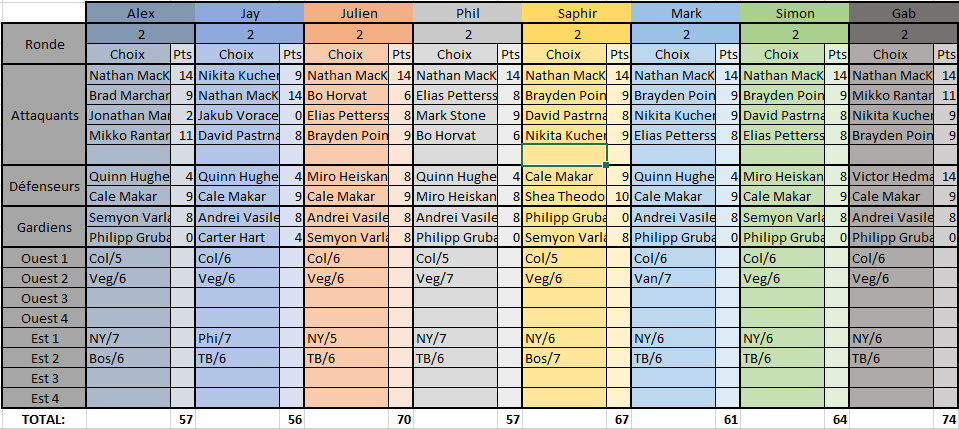 Alex Jay Julien Phil Saphir Mark Simon Gab
Ronde 2 2 2 2 2 2 2 2
Choix Pts Choix Pts Choix Pts Choix Pts Choix Pts Choix Pts Choix Pts Choix Pts
Attaquants
Nathan MacK 14 Nikita Kucher 9 Nathan MacK 14 Nathan MacK 14 Nathan MacK 14 Nathan MacK 14 Nathan MacK 14 Nathan MacK 14
Brad Marchan 9 Nathan MacK 14 Bo Horvat 6 Elias Petterss 8 Brayden Poin 9 Brayden Poin 9 Brayden Poin 9 Mikko Rantar 11
Jonathan Mar 2 Jakub Vorace 0 Elias Petterss 8 Mark Stone 9 David Pastrna 8 Nikita Kucher 9 David Pastrna 8 Nikita Kucher 9
Mikko Rantar 11 David Pastrna 8 Brayden Poin 9 Bo Horvat 6 Nikita Kucher 9 Elias Petterss 8 Elias Petterss 8 Brayden Poin 9
Défenseurs
Quinn Hughe 4 Quinn Hughe 4 Miro Heiskan 8 Quinn Hughe 4 Cale Makar 9 Quinn Hughe 4 Miro Heiskan 8 Victor Hedma 14
Cale Makar 9 Cale Makar 9 Cale Makar 9 Miro Heiskan 8 Shea Theodo 10 Cale Makar 9 Cale Makar 9 Cale Makar 9
Gardiens
Semyon Varla 8 Andrei Vasile 8 Andrei Vasile 8 Andrei Vasile 8 Philipp Gruba 0 Andrei Vasile 8 Semyon Varla 8 Andrei Vasile 8
Philipp Gruba 0 Carter Hart 4 Semyon Varla 8 Philipp Gruba 0 Semyon Varla 8 Philipp Gruba 0 Philipp Gruba 0 Philipp Gruba 0
Ouest 1 Col/5 Col/6 Col/6 Col/5 Col/5 Col/6 Col/6 Col/6
Ouest 2 Veg/6 Veg/6 Veg/6 Veg/7 Veg/6 Van/7 Veg/6 Veg/6
Ouest 3
Ouest 4
Est 1 NY/7 Phi/7 NY/5 NY/7 NY/6 NY/6 NY/6 NY/6
Est 2 Bos/6 TB/6 TB/6 TB/6 Bos/7 TB/6 TB/6 TB/6
Est 3
Est 4
TOTAL: 57 56 70 57 67 61 64 74